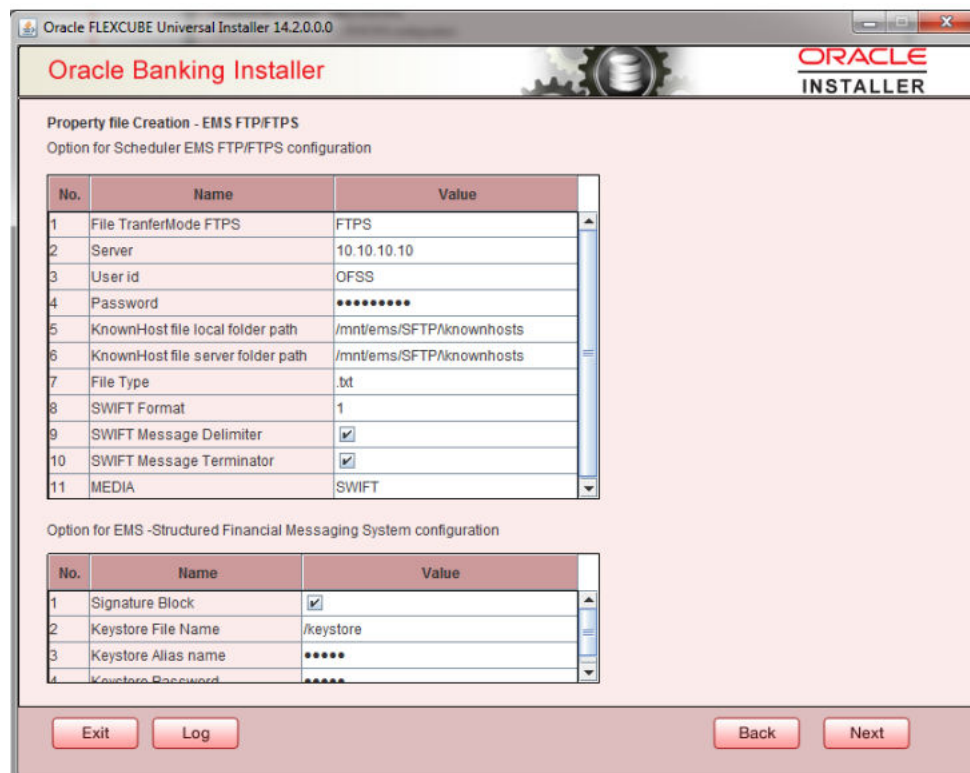 Oracle FLEXCUBE Universal Installer 14.2.0.0.0
Oracle Banking Installer
ORACLE
INSTALLER
Property file Creation - EMS FTP/FTPS
Option for Scheduler EMS FTP/FTPS configuration
No. Name Value
1 File TranferMode FTPS FTPS
2 Server 10.10.10.10
3 User id OFSS
4 Password •••••••••
5 KnownHost file local folder path /mnt/ems/SFTP/\knownhosts
6 KnownHost file server folder path /mnt/ems/SFTP/\knownhosts
7 File Type .txt
8 SWIFT Format 1
9 SWIFT Message Delimiter
10 SWIFT Message Terminator
11 MEDIA SWIFT
Option for EMS -Structured Financial Messaging System configuration
No. Name Value
1 Signature Block
2 Keystore File Name /keystore
3 Keystore Alias name •••••
4 Keystore Password •••••
Exit Log Back Next